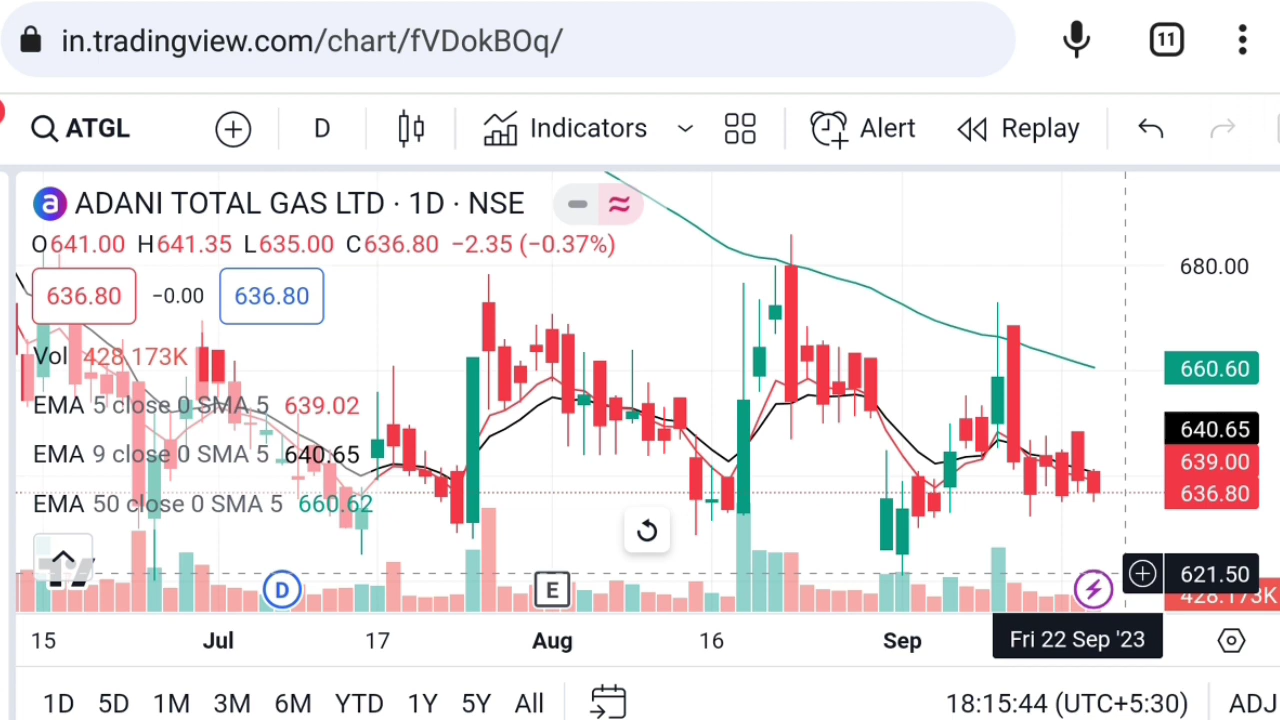 in.tradingview.com/chart/fVDokBOq/
11
ATGL
D
Indicators
Alert
Replay
a ADANI TOTAL GAS LTD · 1D · NSE
O641.00 H641.35 L635.00 C636.80 −2.35 (−0.37%)
636.80 −0.00 636.80
Vol 428.173K
EMA 5 close 0 SMA 5 639.02
EMA 9 close 0 SMA 5 640.65
EMA 50 close 0 SMA 5 660.62
680.00
660.60
640.65
639.00
636.80
621.50
428.173K
D
E
15 Jul 17 Aug 16 Sep Fri 22 Sep '23
1D 5D 1M 3M 6M YTD 1Y 5Y All 18:15:44 (UTC+5:30) ADJ